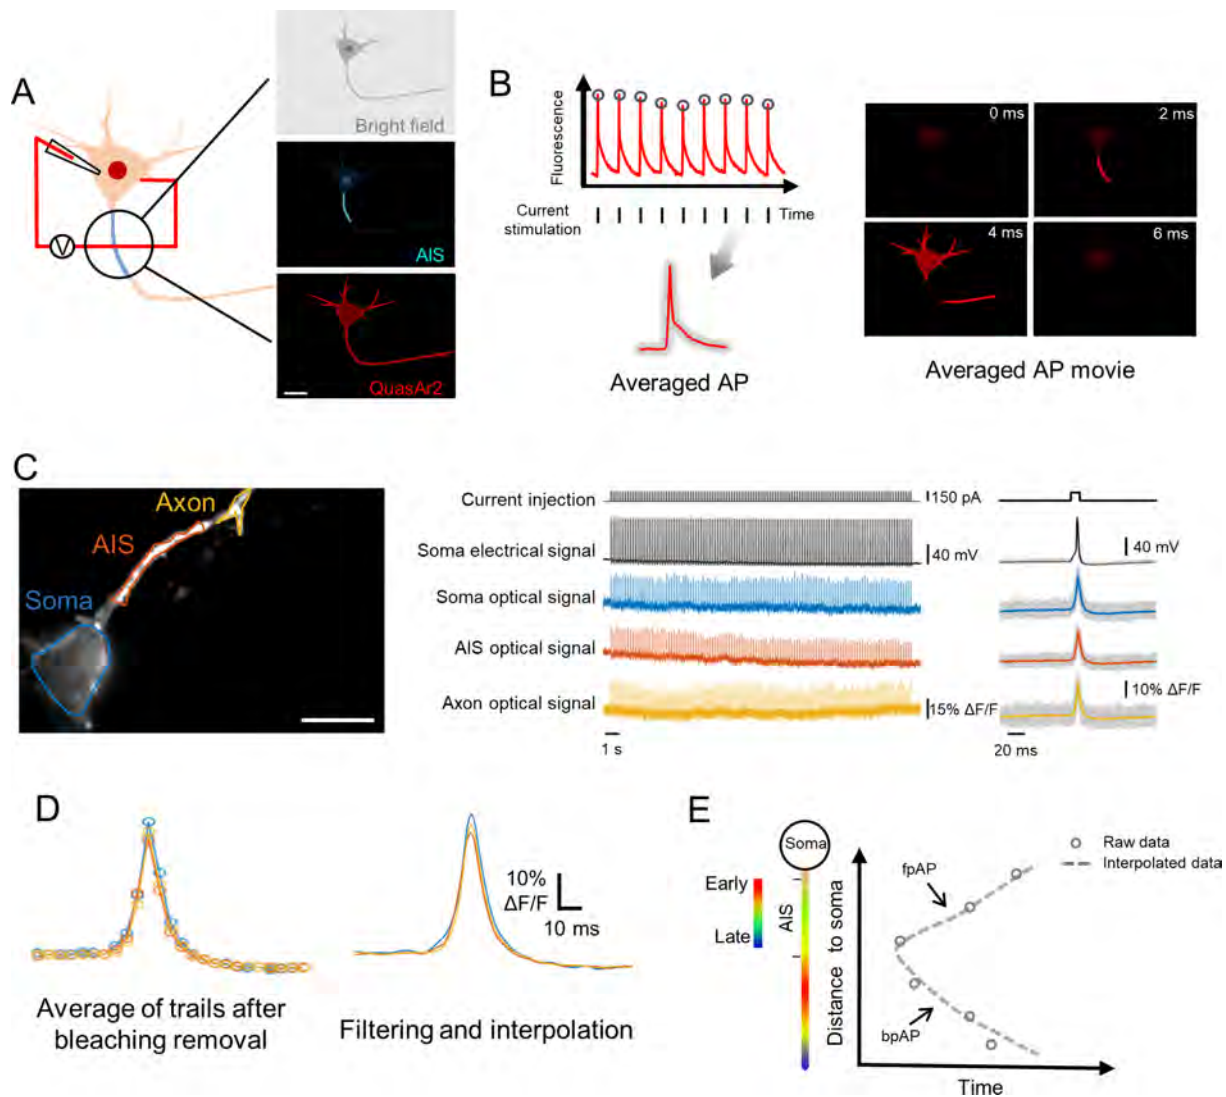 A
Bright field
V
AIS
QuasAr2
B
Fluorescence
Current
stimulation
Time
Averaged AP
0 ms
2 ms
4 ms
6 ms
Averaged AP movie
C
Axon
AIS
Soma
Current injection
150 pA
Soma electrical signal
40 mV
40 mV
Soma optical signal
AIS optical signal
10% ΔF/F
Axon optical signal
15% ΔF/F
1 s
20 ms
D
10%
ΔF/F
10 ms
Average of trails after
bleaching removal
Filtering and interpolation
E
Soma
Early
Late
AIS
Distance to soma
fpAP
bpAP
Raw data
Interpolated data
Time